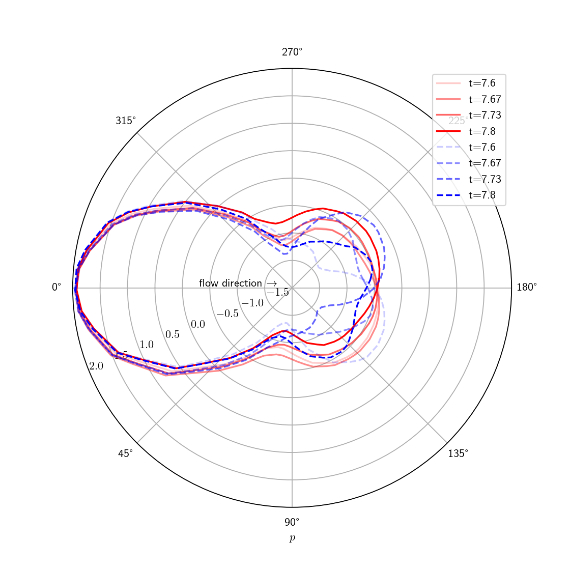 270°
315°
225°
t=7.6
t=7.67
t=7.73
t=7.8
t=7.6
t=7.67
t=7.73
t=7.8
0°
flow direction →
180°
−1.5
−1.0
−0.5
0.0
0.5
1.0
2.0
45°
135°
90°
p